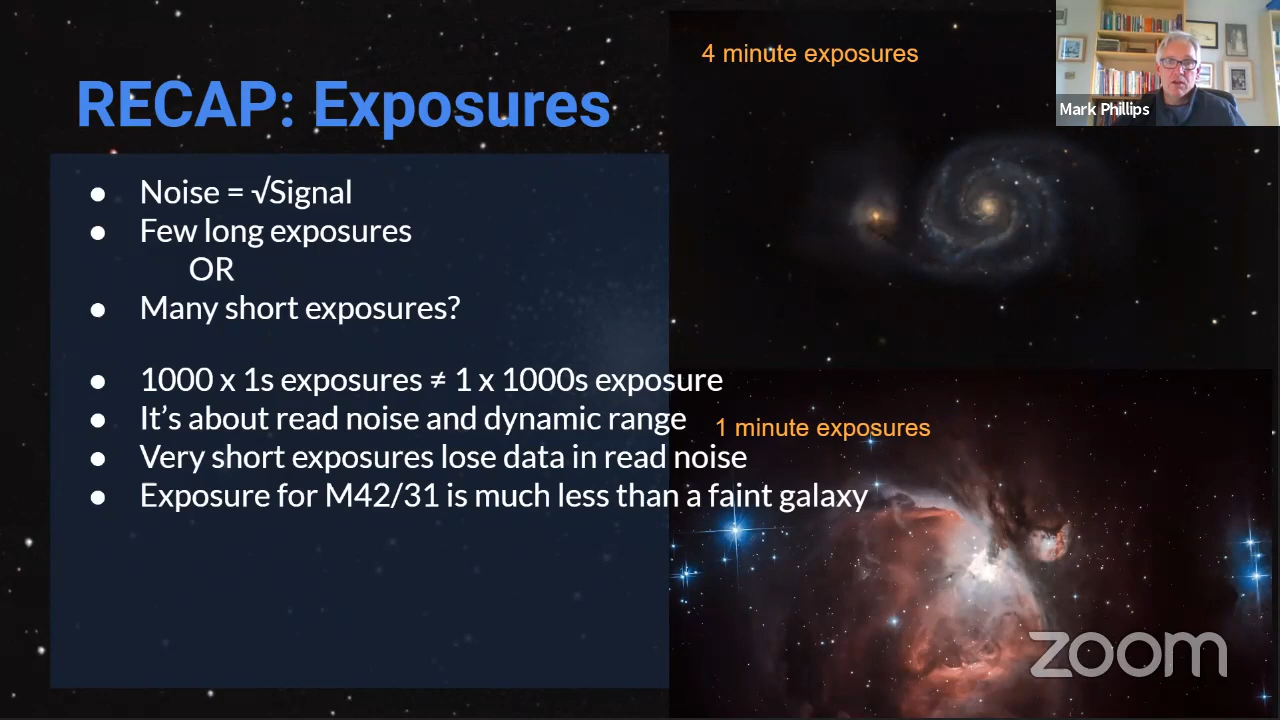 RECAP: Exposures
● Noise = √Signal
● Few long exposures
OR
● Many short exposures?
● 1000 x 1s exposures ≠ 1 x 1000s exposure
● It's about read noise and dynamic range
● Very short exposures lose data in read noise
● Exposure for M42/31 is much less than a faint galaxy
4 minute exposures
1 minute exposures
Mark Phillips
zoom